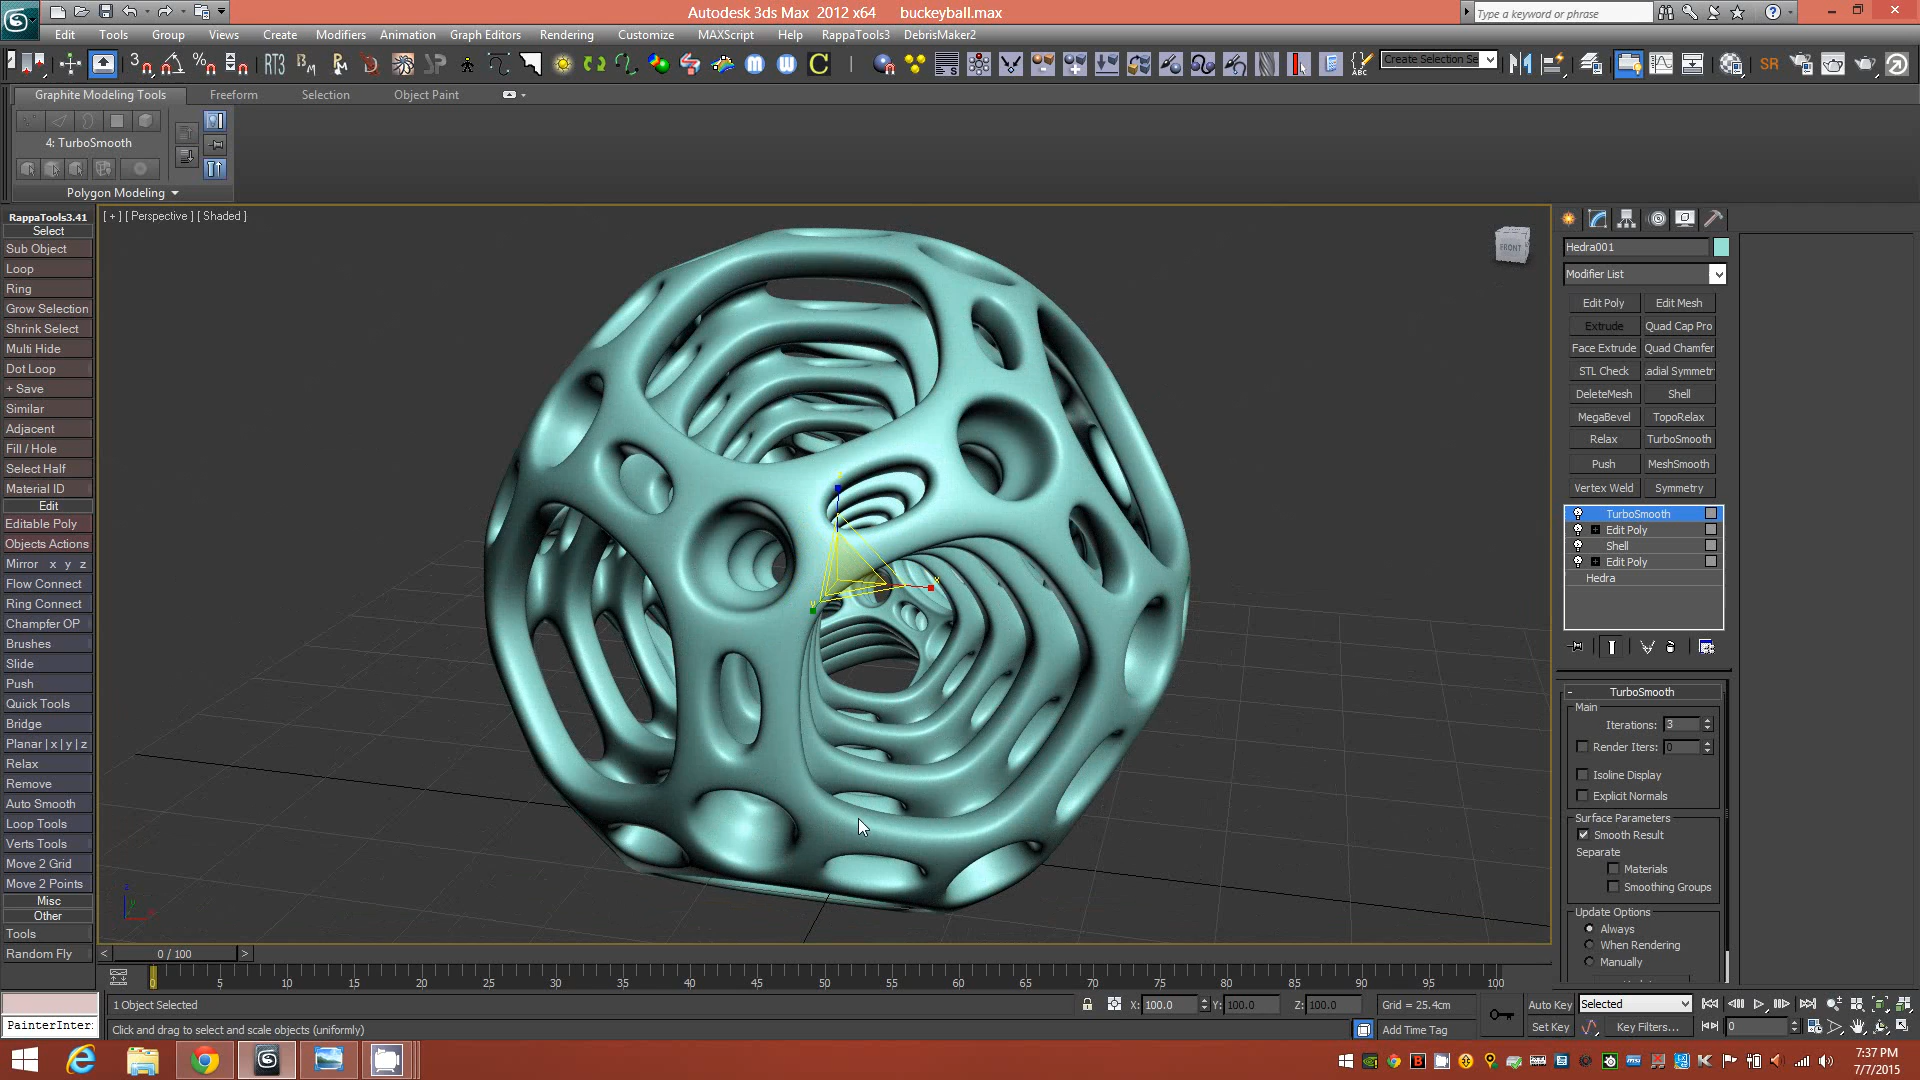 Autodesk 3ds Max 2012 x64 buckeyball.max
Type a keyword or phrase
Edit Tools Group Views Create Modifiers Animation Graph Editors Rendering Customize MAXScript Help RappaTools3 DebrisMaker2
RT3
ABC
Create Selection Se
SR
Graphite Modeling Tools Freeform Selection Object Paint
4: TurboSmooth
Polygon Modeling
RappaTools3.41
Select
Sub Object
Loop
Ring
Grow Selection
Shrink Select
Multi Hide
Dot Loop
+ Save
Similar
Adjacent
Fill / Hole
Select Half
Material ID
Edit
Editable Poly
Objects Actions
Mirror x y z
Flow Connect
Ring Connect
Champfer OP
Brushes
Slide
Push
Quick Tools
Bridge
Planar | x | y | z
Relax
Remove
Auto Smooth
Loop Tools
Verts Tools
Move 2 Grid
Move 2 Points
Misc
Other
Tools
Random Fly
[ + ] [ Perspective ] [ Shaded ]
FRONT
Hedra001
Modifier List
Edit Poly Edit Mesh
Extrude Quad Cap Pro
Face Extrude Quad Chamfer
STL Check adial Symmetr
DeleteMesh Shell
MegaBevel TopoRelax
Relax TurboSmooth
Push MeshSmooth
Vertex Weld Symmetry
TurboSmooth
Edit Poly
Shell
Edit Poly
Hedra
- TurboSmooth
Main
Iterations: 3
Render Iters: 0
Isoline Display
Explicit Normals
Surface Parameters
Smooth Result
Separate
Materials
Smoothing Groups
Update Options
Always
When Rendering
Manually
< 0 / 100 >
0 5 10 15 20 25 30 35 40 45 50 55 60 65 70 75 80 85 90 95 100
1 Object Selected
X: 100.0 Y: 100.0 Z: 100.0 Grid = 25.4cm
Auto Key Selected
PainterInter:
Click and drag to select and scale objects (uniformly)
Add Time Tag
Set Key Key Filters... 0
7:37 PM
7/7/2015